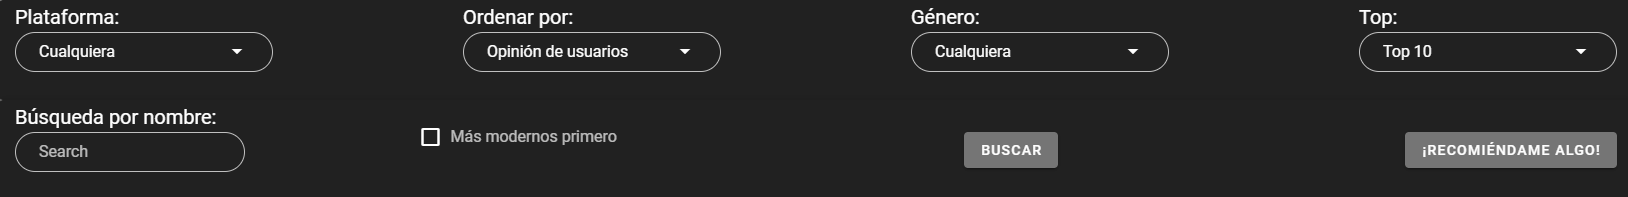 Plataforma: Ordenar por: Género: Top:
Cualquiera Opinión de usuarios Cualquiera Top 10
Búsqueda por nombre:
Search Más modernos primero BUSCAR ¡RECOMIÉNDAME ALGO!